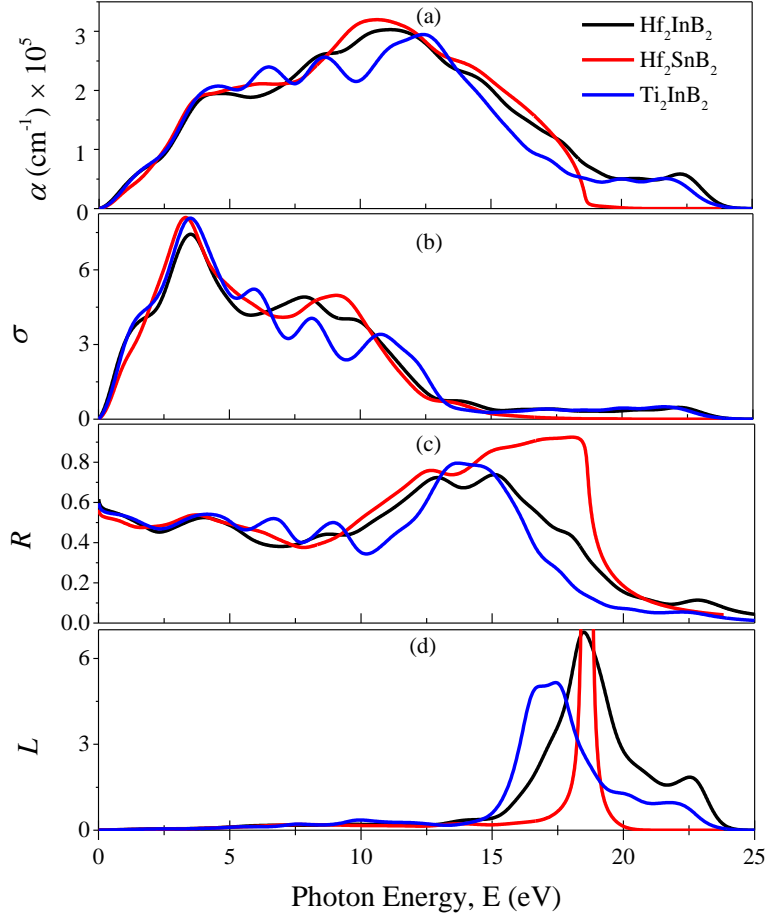 (a)
Hf₂InB₂
Hf₂SnB₂
Ti₂InB₂
α (cm⁻¹) × 10⁵
3
2
1
0
(b)
σ
6
3
0
(c)
R
0.8
0.6
0.4
0.2
0.0
(d)
L
6
3
0
0 5 10 15 20 25
Photon Energy, E (eV)